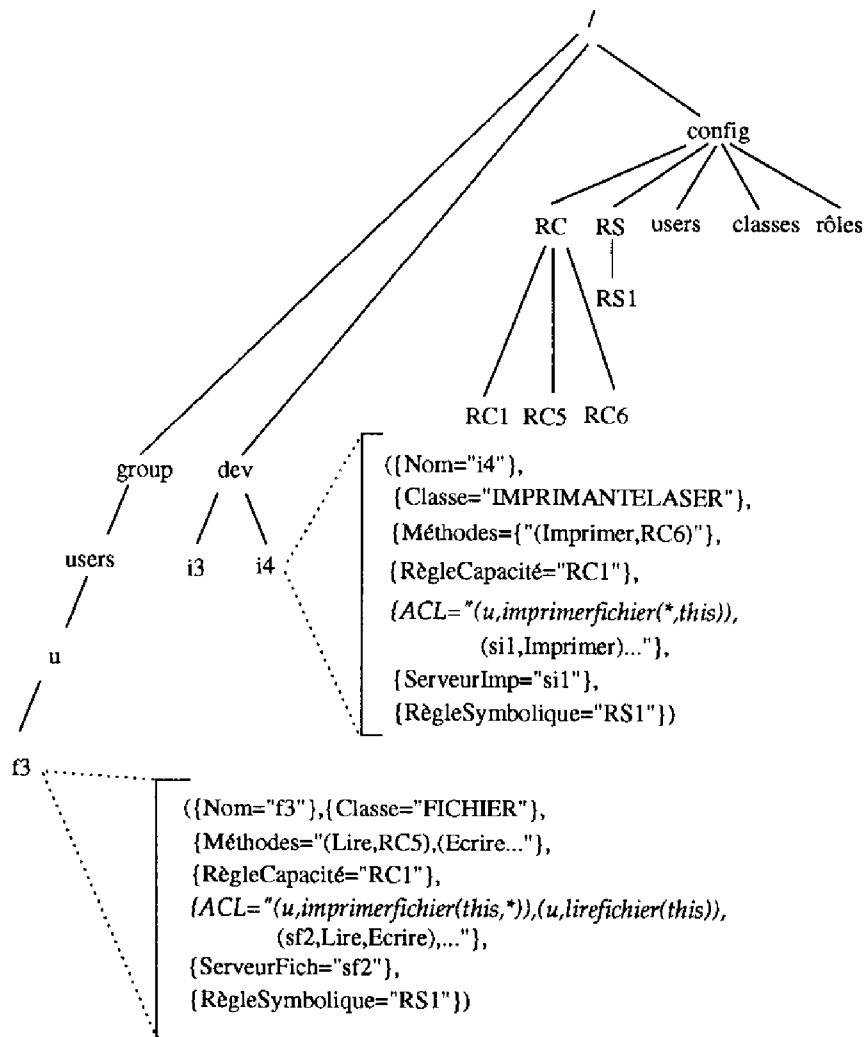 /
config
RC RS users classes rôles
RS1
RC1 RC5 RC6
group dev
users i3 i4
u
f3
({Nom="i4"},
{Classe="IMPRIMANTELASER"},
{Méthodes={"(Imprimer,RC6)"},
{RègleCapacité="RC1"},
{ACL="(u,imprimerfichier(*,this)),
(si1,Imprimer)..."},
{ServeurImp="si1"},
{RègleSymbolique="RS1"})
({Nom="f3"},{Classe="FICHIER"},
{Méthodes="(Lire,RC5),(Ecrire..."},
{RègleCapacité="RC1"},
{ACL="(u,imprimerfichier(this,*)),(u,lirefichier(this)),
(sf2,Lire,Ecrire),..."},
{ServeurFich="sf2"},
{RègleSymbolique="RS1"})